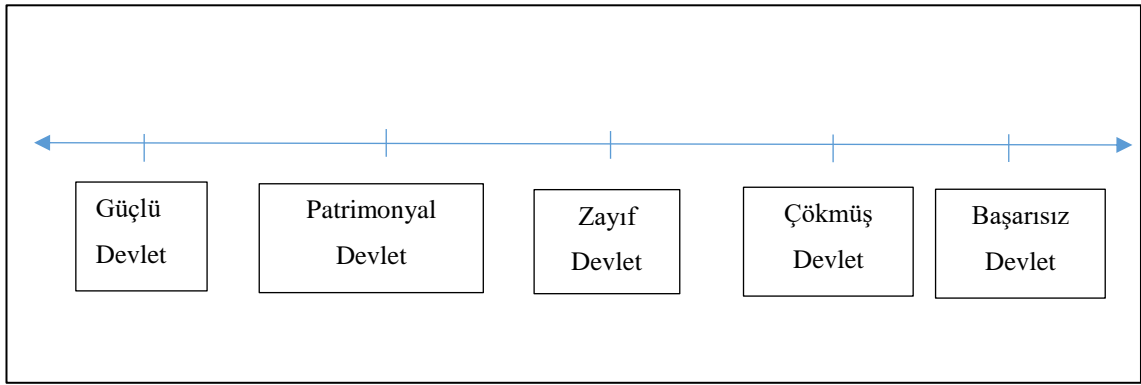 Güçlü
Devlet
Patrimonyal
Devlet
Zayıf
Devlet
Çökmüş
Devlet
Başarısız
Devlet